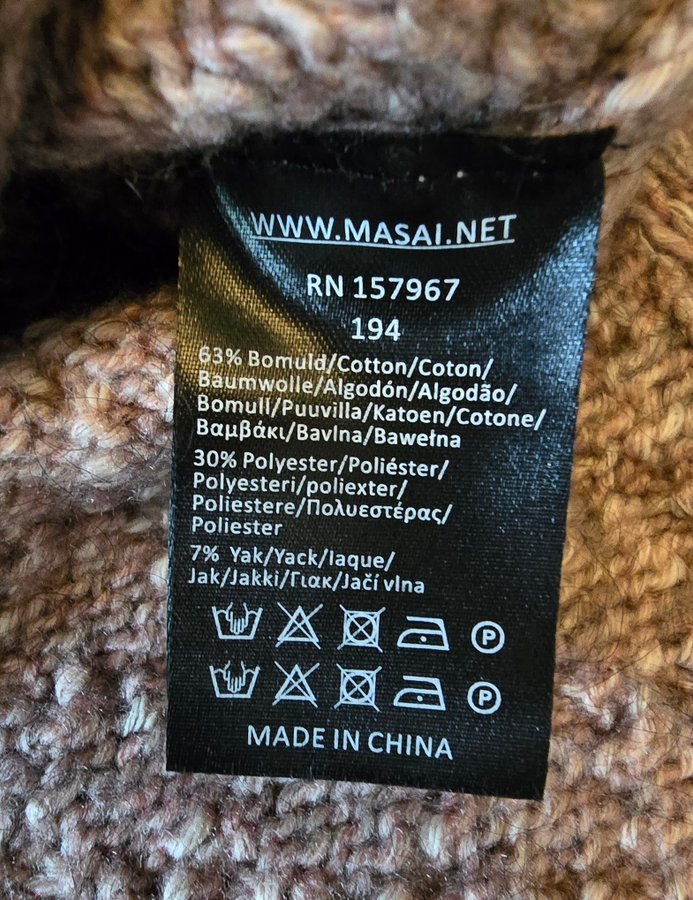 WWW.MASAI.NET
RN 157967
194
63% Bomuld/Cotton/Coton/
Baumwolle/Algodón/Algodão/
Bomull/Puuvilla/Katoen/Cotone/
Βαμβάκι/Bavlna/Bawełna
30% Polyester/Poliéster/
Polyesteri/poliexter/
Poliestere/Πολυεστέρας/
Poliester
7% Yak/Yack/Iaque/
Jak/Jakki/Γιακ/Jačí vlna
P
P
MADE IN CHINA